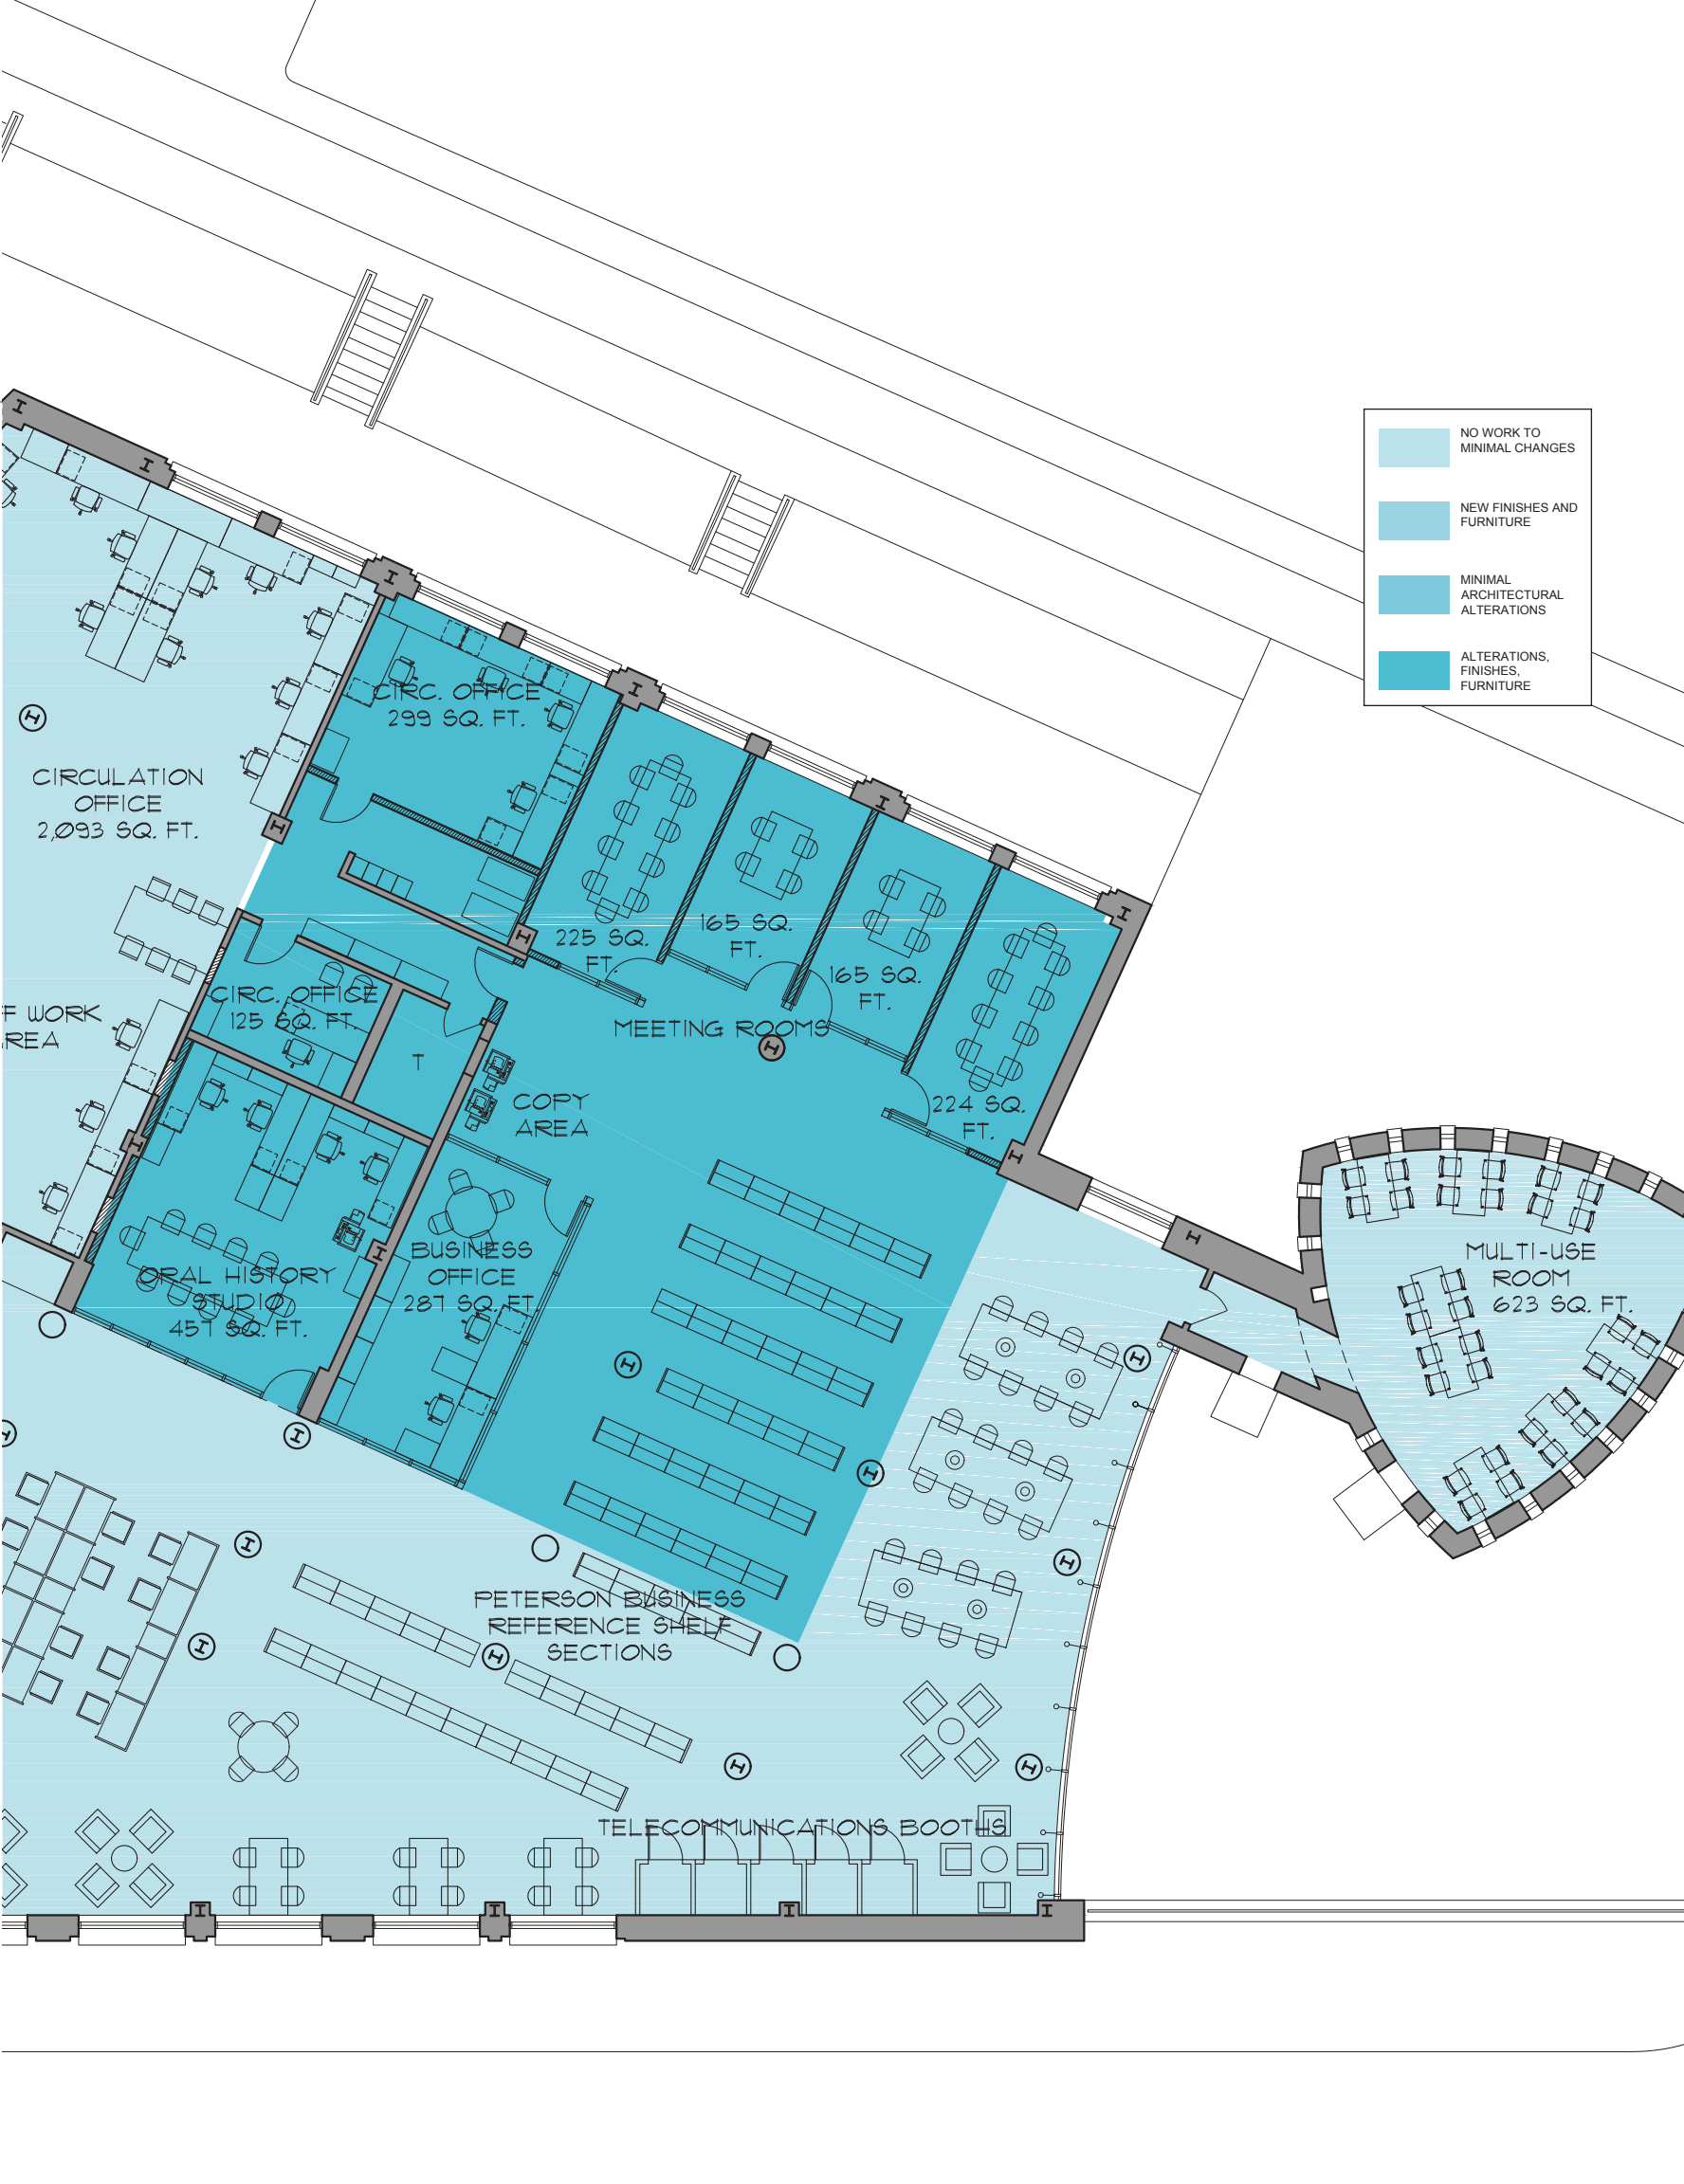 NO WORK TO
MINIMAL CHANGES
NEW FINISHES AND
FURNITURE
MINIMAL
ARCHITECTURAL
ALTERATIONS
ALTERATIONS,
FINISHES,
FURNITURE
CIRC. OFFICE
299 SQ. FT.
CIRCULATION
OFFICE
2,093 SQ. FT.
225 SQ.
FT.
165 SQ.
FT.
165 SQ.
FT.
224 SQ.
FT.
MEETING ROOMS
CIRC. OFFICE
125 SQ. FT.
F WORK
REA
T
COPY
AREA
BUSINESS
OFFICE
287 SQ. FT.
ORAL HISTORY
STUDIO
457 SQ. FT.
MULTI-USE
ROOM
623 SQ. FT.
PETERSON BUSINESS
REFERENCE SHELF
SECTIONS
TELECOMMUNICATIONS BOOTHS